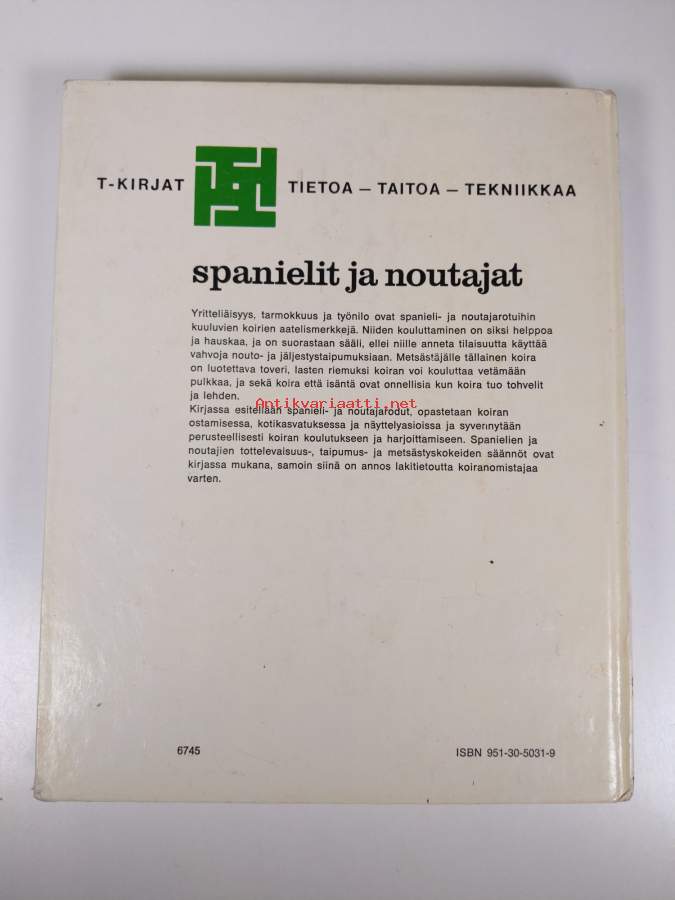 T-KIRJAT TIETOA — TAITOA — TEKNIIKKAA
spanielit ja noutajat
Yritteliäisyys, tarmokkuus ja työnilo ovat spanieli- ja noutajarotuihin
kuuluvien koirien aatelismerkkejä. Niiden kouluttaminen on siksi helppoa
ja hauskaa, ja on suorastaan sääli, ellei niille anneta tilaisuutta käyttää
vahvoja nouto- ja jäljestystaipumuksiaan. Metsästäjälle tällainen koira
on luotettava toveri, lasten riemuksi koiran voi kouluttaa vetämään
pulkkaa, ja sekä koira että isäntä ovat onnellisia kun koira tuo tohvelit
ja lehden.
Antikvariaatti.net
Kirjassa esitellään spanieli- ja noutajarodut, opastetaan koiran
ostamisessa, kotikasvatuksessa ja näyttelyasioissa ja syvennytään
perusteellisesti koiran koulutukseen ja harjoittamiseen. Spanielien ja
noutajien tottelevaisuus-, taipumus- ja metsästyskokeiden säännöt ovat
kirjassa mukana, samoin siinä on annos lakitietoutta koiranomistajaa
varten.
6745 ISBN 951-30-5031-9